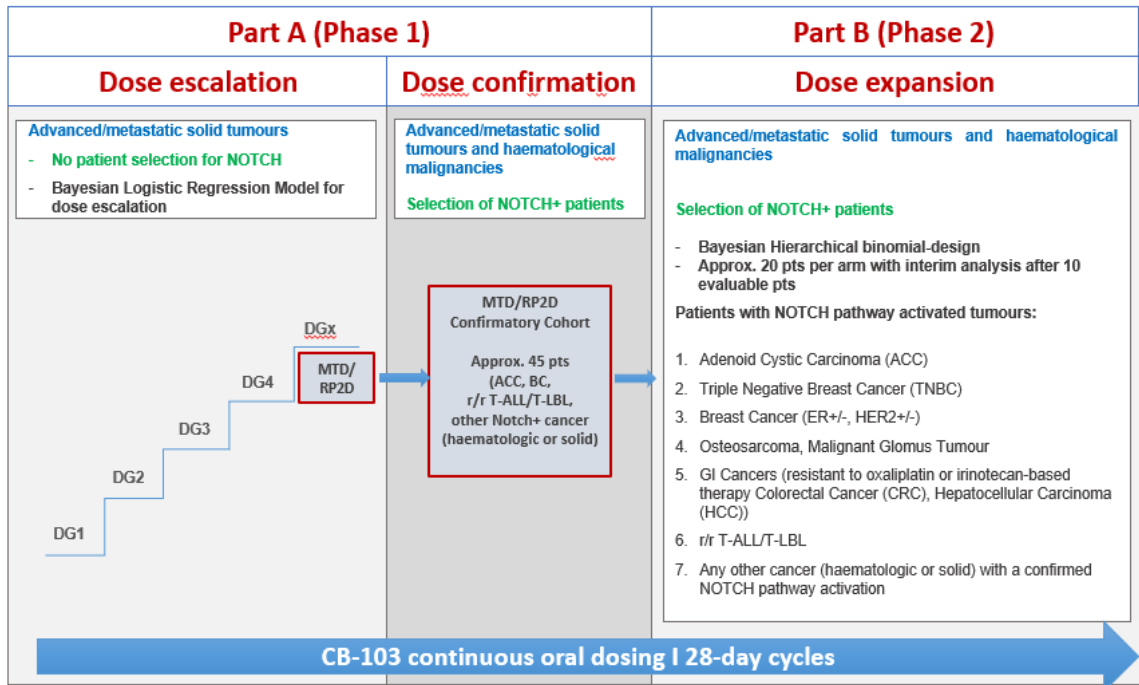 Part A (Phase 1)
Part B (Phase 2)
Dose escalation
Dose confirmation
Dose expansion
Advanced/metastatic solid tumours
- No patient selection for NOTCH
- Bayesian Logistic Regression Model for
dose escalation
DG1
DG2
DG3
DG4
DGx
MTD/
RP2D
Advanced/metastatic solid
tumours and haematological
malignancies
Selection of NOTCH+ patients
MTD/RP2D
Confirmatory Cohort
Approx. 45 pts
(ACC, BC,
r/r T-ALL/T-LBL,
other Notch+ cancer
(haematologic or solid)
Advanced/metastatic solid tumours and haematological
malignancies
Selection of NOTCH+ patients
- Bayesian Hierarchical binomial-design
- Approx. 20 pts per arm with interim analysis after 10
evaluable pts
Patients with NOTCH pathway activated tumours:
1. Adenoid Cystic Carcinoma (ACC)
2. Triple Negative Breast Cancer (TNBC)
3. Breast Cancer (ER+/-, HER2+/-)
4. Osteosarcoma, Malignant Glomus Tumour
5. GI Cancers (resistant to oxaliplatin or irinotecan-based
therapy Colorectal Cancer (CRC), Hepatocellular Carcinoma
(HCC))
6. r/r T-ALL/T-LBL
7. Any other cancer (haematologic or solid) with a confirmed
NOTCH pathway activation
CB-103 continuous oral dosing I 28-day cycles